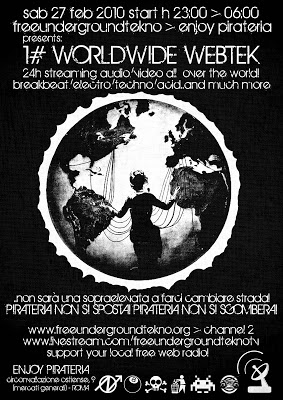 sab 27 feb 2010 start h 23:00 > 06:00
freeundergroundtekno > enjoy pirateria
presents:
1# WORLDWIDE WEBTEK
24h streaming audio/video all over the world!
breakbeat/electro/techno/acid..and much more
..non sarà una sopraelevata a farci cambiare strada!
PIRATERIA NON SI SPOSTA! PIRATERIA NON SI SGOMBERA!
www.freeundergroundtekno.org > channel 2
www.livestream.com/freeundergroundteknotv
support your local free web radio!
ENJOY PIRATERIA
circonvallazione ostiense, 9
(mercati generali) - ROMA